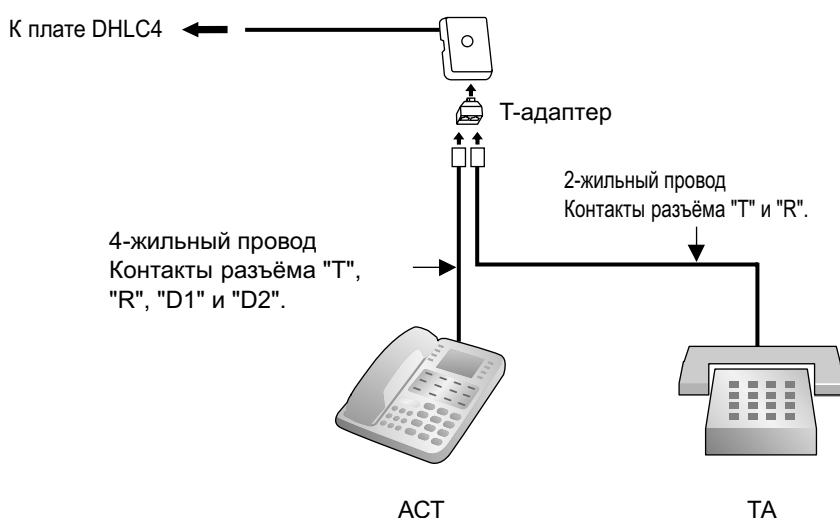 К плате DHLC4
Т-адаптер
2-жильный провод
Контакты разъёма "T" и "R".
4-жильный провод
Контакты разъёма "T",
"R", "D1" и "D2".
АСТ
ТА